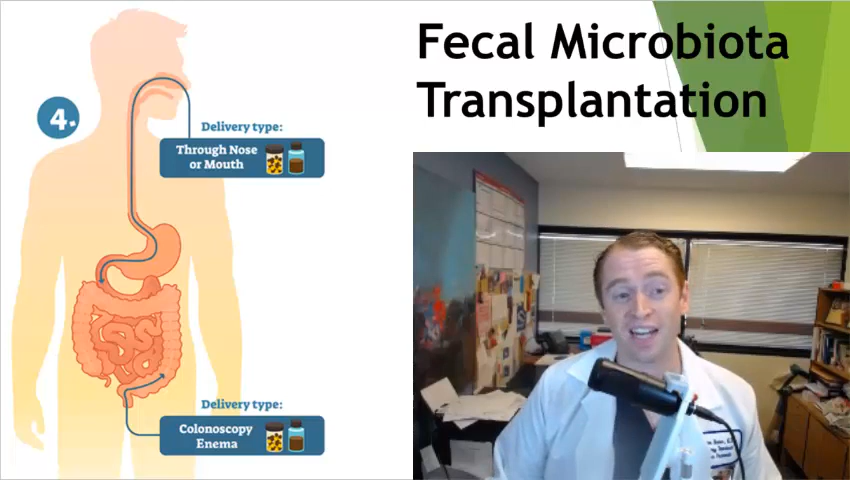 Fecal Microbiota
Transplantation
4.
Delivery type:
Through Nose
or Mouth
Delivery type:
Colonoscopy
Enema